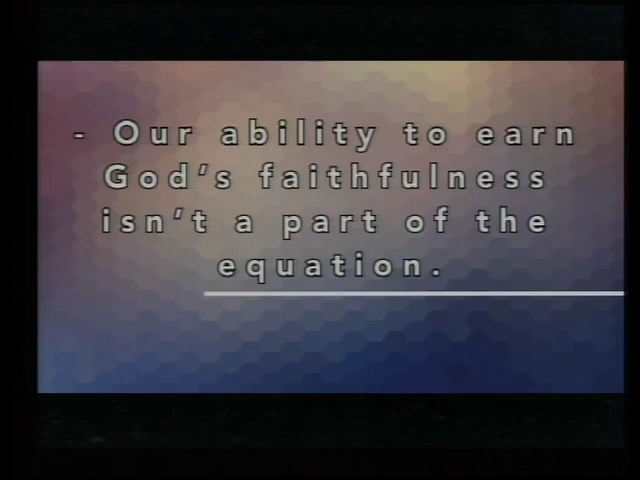 - Our ability to earn
God's faithfulness
isn't a part of the
equation.